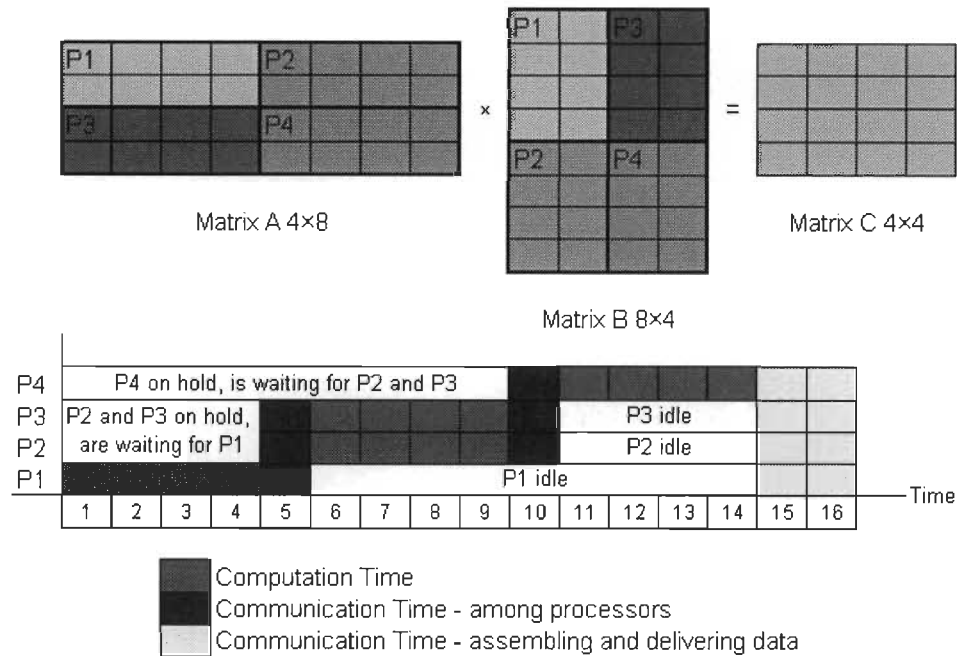 P1 P2
P3 P4
Matrix A 4×8
×
P1 P3
P2 P4
Matrix B 8×4
=
Matrix C 4×4
P4 P4 on hold, is waiting for P2 and P3
P3 P2 and P3 on hold, P3 idle
P2 are waiting for P1 P2 idle
P1 P1 idle
Time
1 2 3 4 5 6 7 8 9 10 11 12 13 14 15 16
Computation Time
Communication Time - among processors
Communication Time - assembling and delivering data